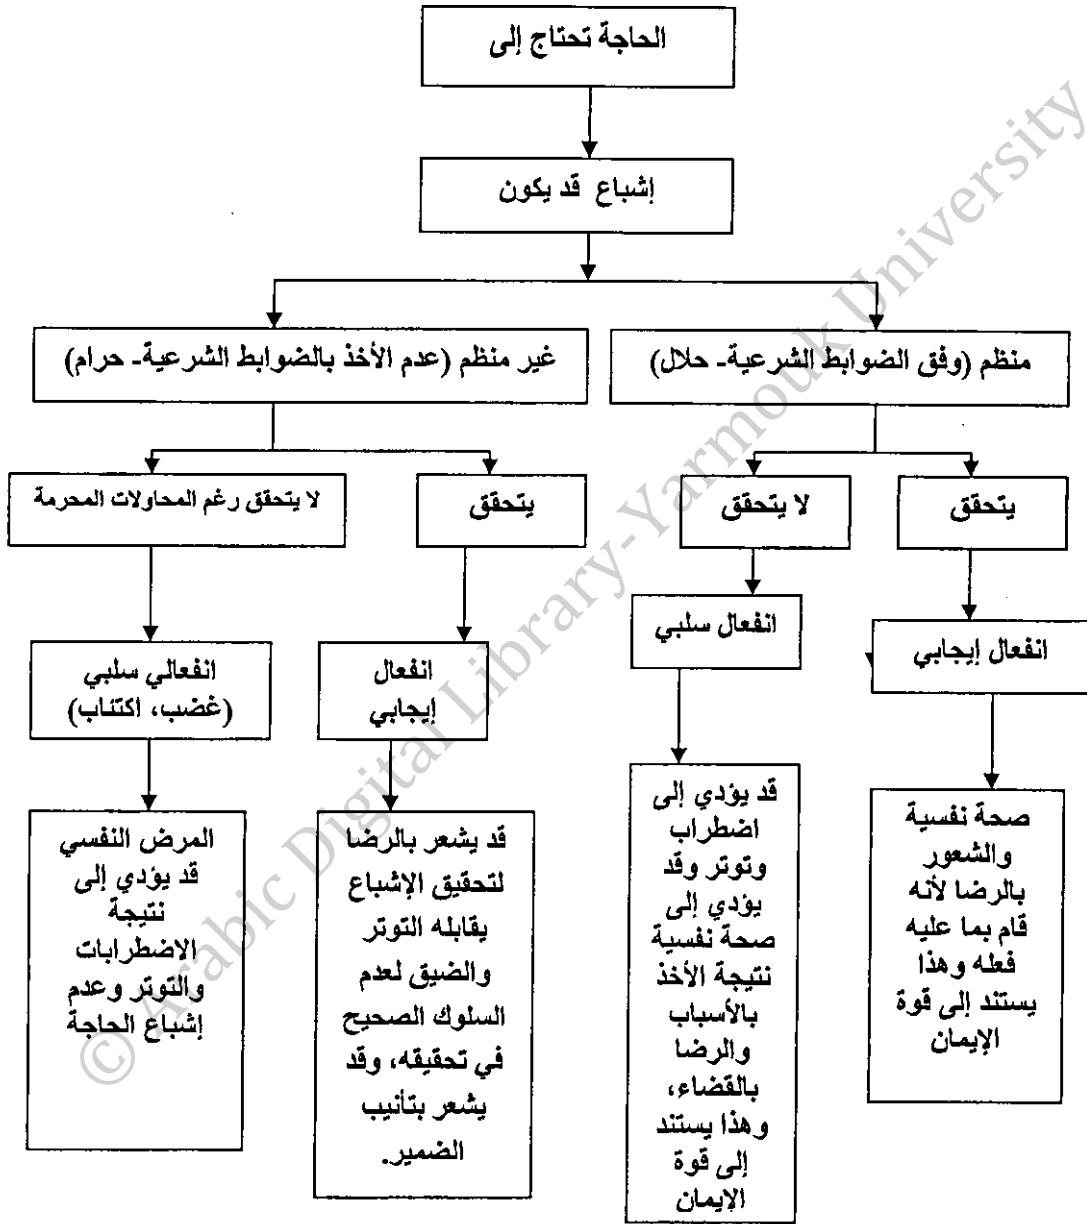 الحاجة تحتاج إلى
إشباع قد يكون
منظم (وفق الضوابط الشرعية- حلال)
غير منظم (عدم الأخذ بالضوابط الشرعية- حرام)
يتحقق
لا يتحقق
يتحقق
لا يتحقق رغم المحاولات المحرمة
انفعال إيجابي
انفعال سلبي
انفعال
إيجابي
انفعالي سلبي
(غضب، اكتئاب)
صحة نفسية
والشعور
بالرضا لأنه
قام بما عليه
فعله وهذا
يستند إلى قوة
الإيمان
قد يؤدي إلى
اضطراب
وتوتر وقد
يؤدي إلى
صحة نفسية
نتيجة الأخذ
بالأسباب
والرضا
بالقضاء،
وهذا يستند
إلى قوة
الإيمان
قد يشعر بالرضا
لتحقيق الإشباع
يقابله التوتر
والضيق لعدم
السلوك الصحيح
في تحقيقه، وقد
يشعر بتأنيب
الضمير.
المرض النفسي
قد يؤدي إلى
نتيجة
الاضطرابات
والتوتر وعدم
إشباع الحاجة
© Arabic Digital Library-Yarmouk University